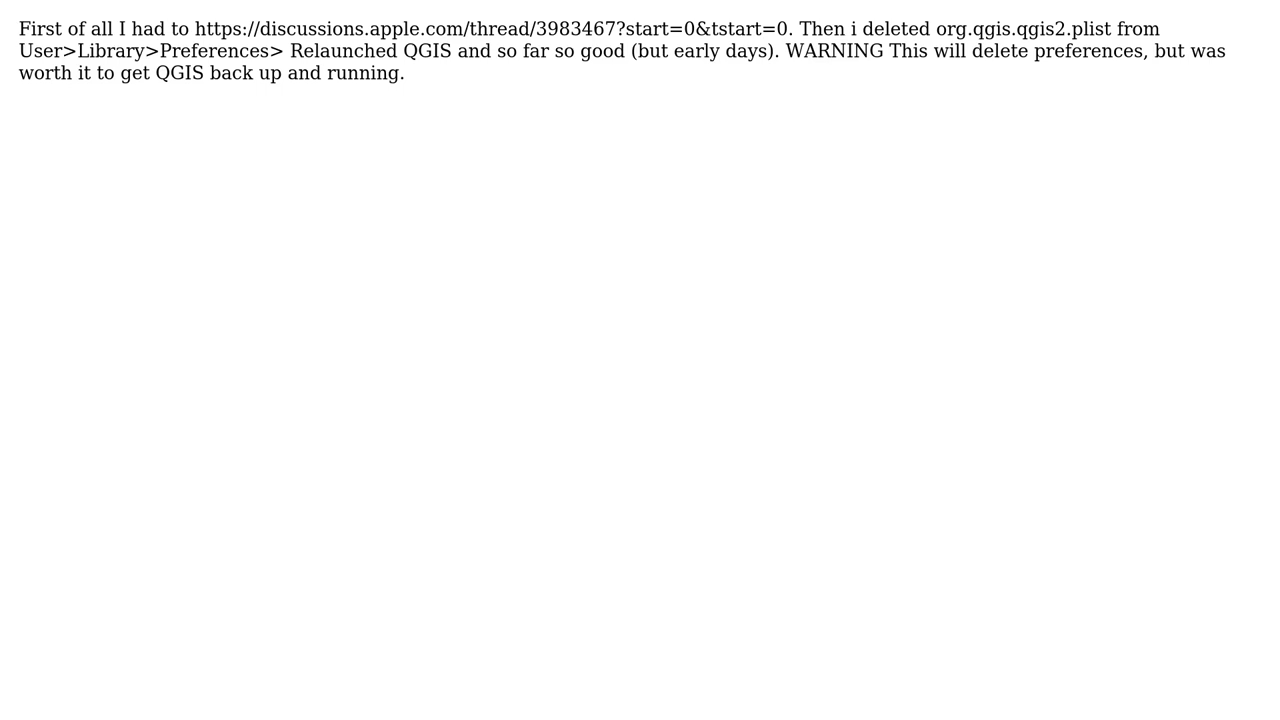 First of all I had to https://discussions.apple.com/thread/3983467?start=0&tstart=0. Then i deleted org.qgis.qgis2.plist from
User>Library>Preferences> Relaunched QGIS and so far so good (but early days). WARNING This will delete preferences, but was
worth it to get QGIS back up and running.